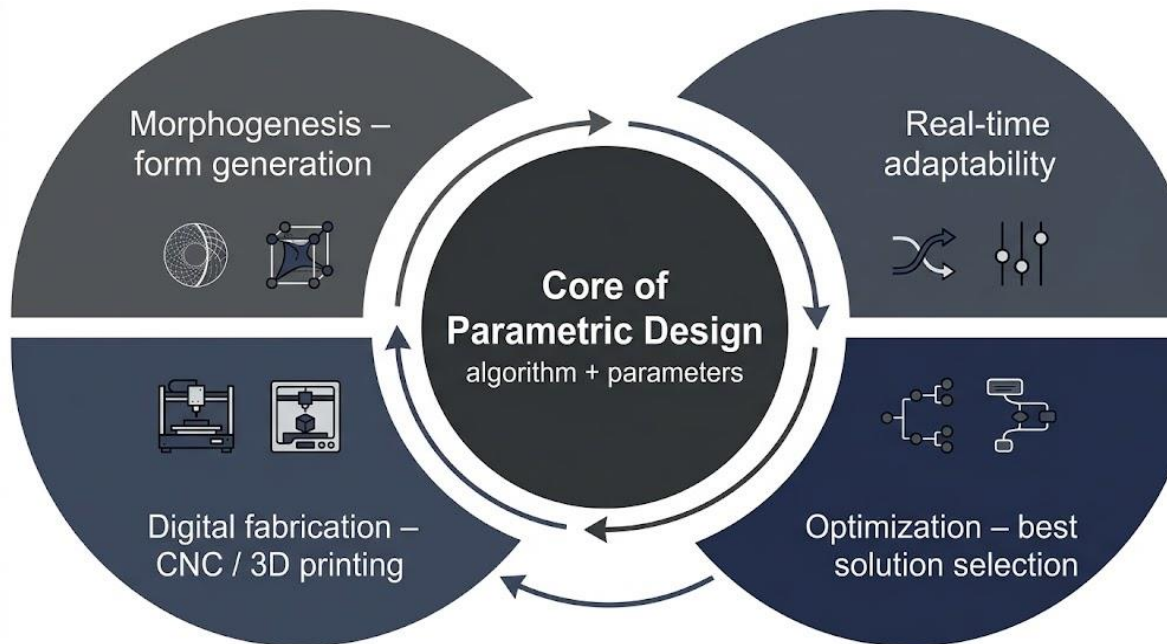 Morphogenesis –
form generation
Real-time
adaptability
Core of
Parametric Design
algorithm + parameters
Digital fabrication –
CNC / 3D printing
Optimization – best
solution selection